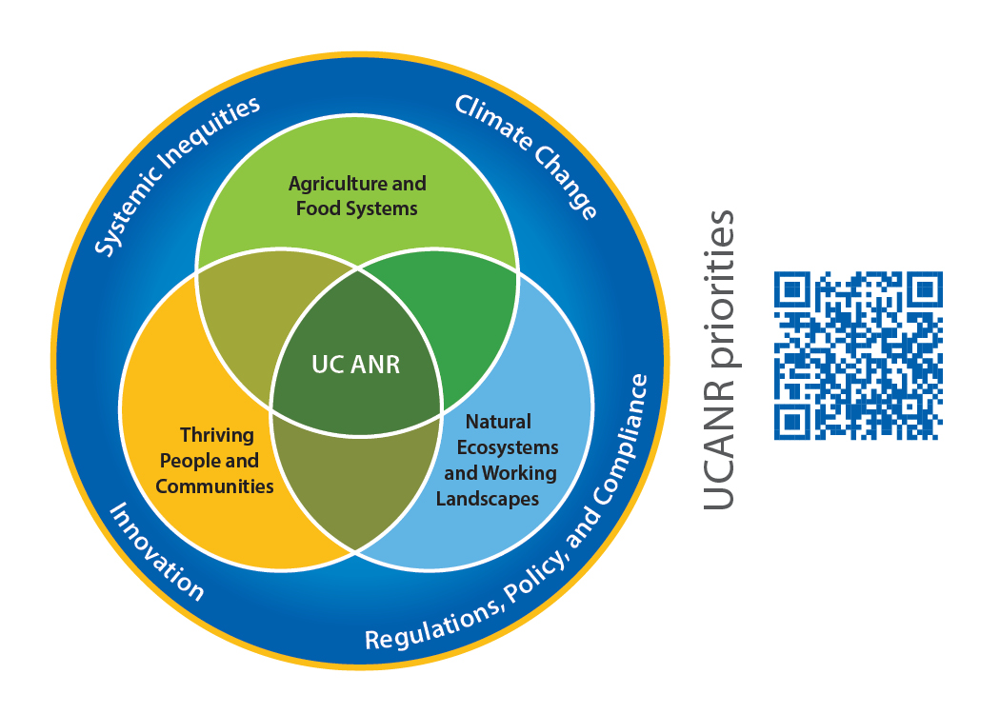 Systemic Inequities
Climate Change
Agriculture and
Food Systems
UC ANR
Thriving
People and
Communities
Natural
Ecosystems
and Working
Landscapes
Innovation
Regulations, Policy, and Compliance
UCANR priorities